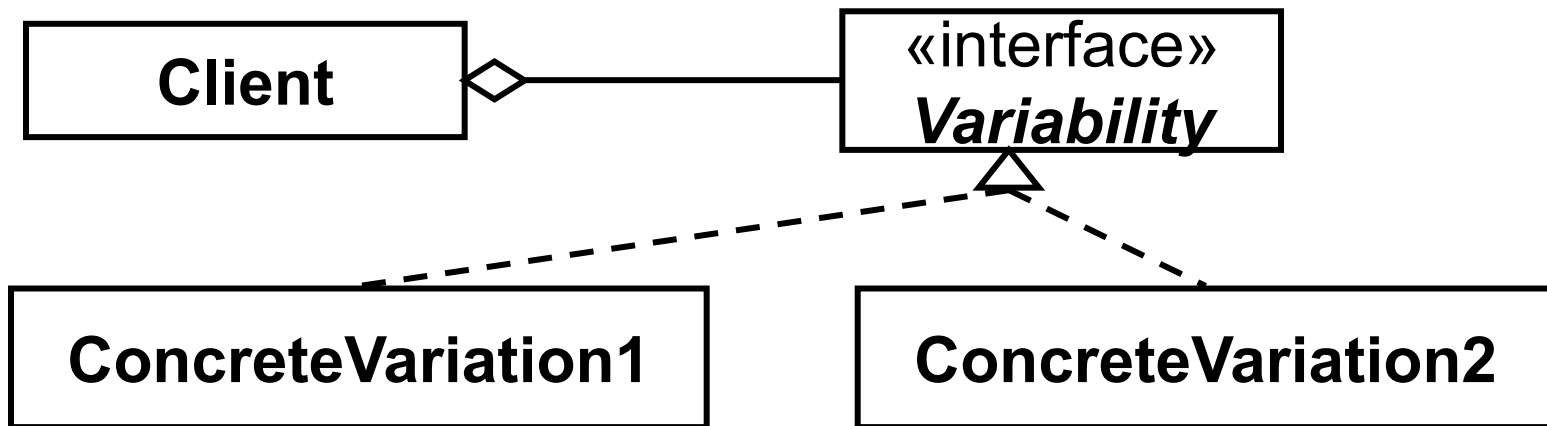 Client
«interface»
Variability
ConcreteVariation1
ConcreteVariation2